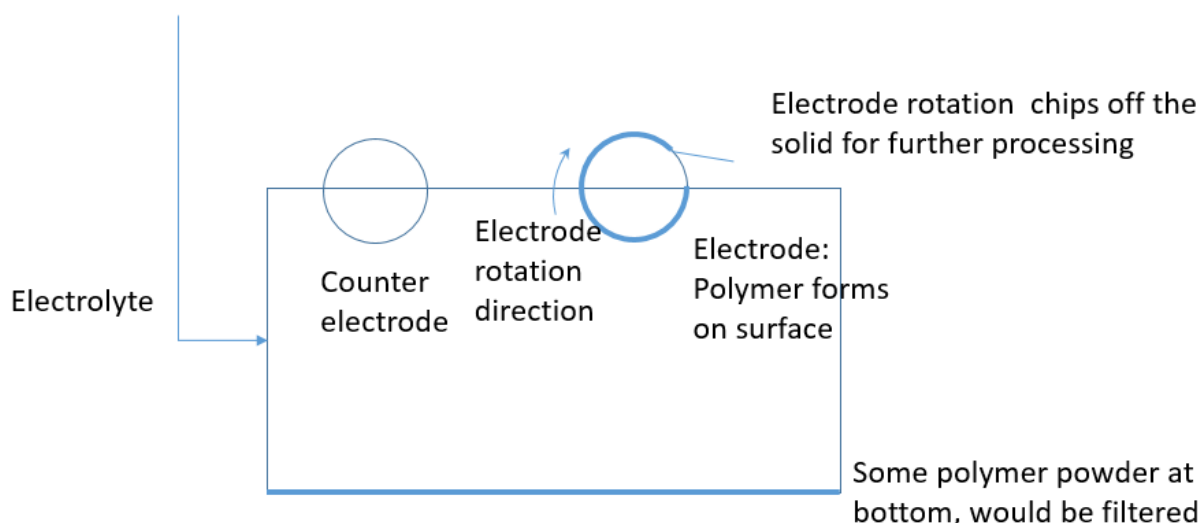 Electrode rotation  chips off the
solid for further processing
Electrode
rotation
direction
Electrode:
Polymer forms
on surface
Counter
electrode
Electrolyte
Some polymer powder at
bottom, would be filtered